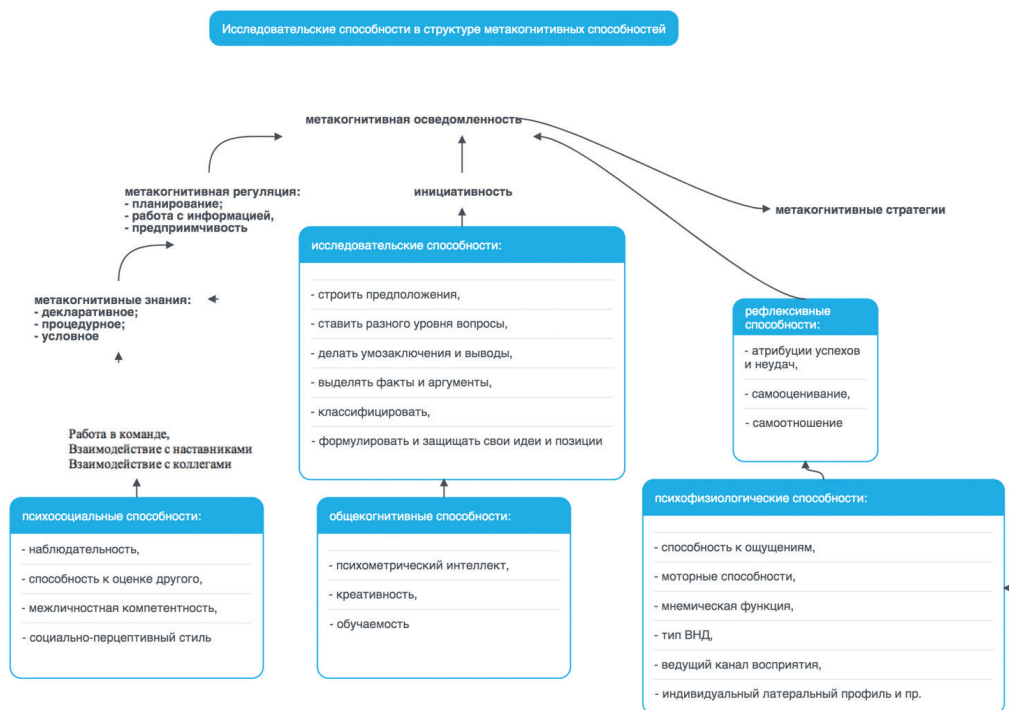 Исследовательские способности в структуре метакогнитивных способностей
метакогнитивная осведомленность
метакогнитивная регуляция:
- планирование;
- работа с информацией,
- предприимчивость
инициативность
метакогнитивные стратегии
исследовательские способности:
- строить предположения,
- ставить разного уровня вопросы,
- делать умозаключения и выводы,
- выделять факты и аргументы,
- классифицировать,
- формулировать и защищать свои идеи и позиции
метакогнитивные знания:
- декларативное;
- процедурное;
- условное
рефлексивные
способности:
- атрибуции успехов
и неудач,
- самооценивание,
- самоотношение
Работа в команде,
Взаимодействие с наставниками
Взаимодействие с коллегами
психосоциальные способности:
- наблюдательность,
- способность к оценке другого,
- межличностная компетентность,
- социально-перцептивный стиль
общекогнитивные способности:
- психометрический интеллект,
- креативность,
- обучаемость
психофизиологические способности:
- способность к ощущениям,
- моторные способности,
- мнемическая функция,
- тип ВНД,
- ведущий канал восприятия,
- индивидуальный латеральный профиль и пр.